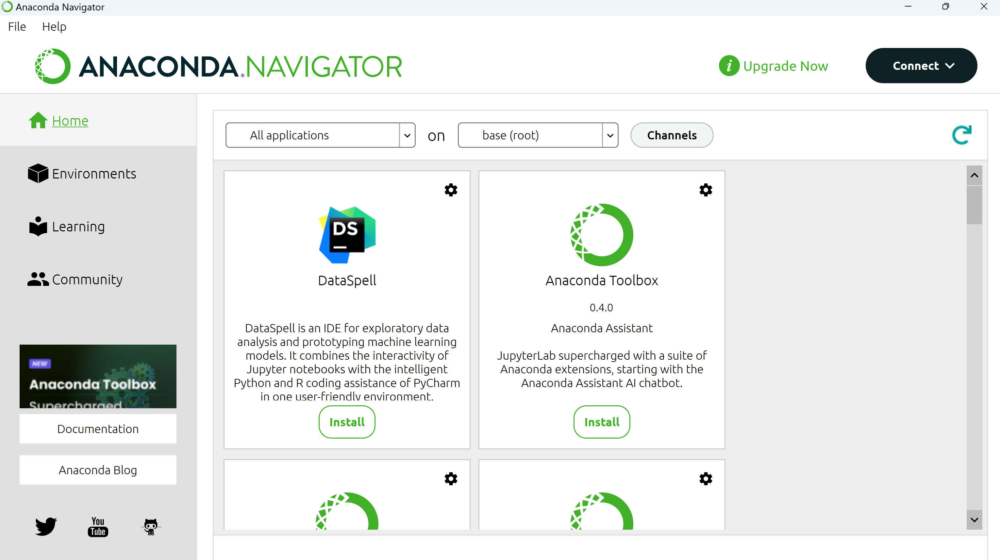 Anaconda Navigator
File Help
ANACONDA.NAVIGATOR
Upgrade Now
Connect
Home
All applications on base (root) Channels
Environments
Learning
Community
DS
DataSpell
DataSpell is an IDE for exploratory data
analysis and prototyping machine learning
models. It combines the interactivity of
Jupyter notebooks with the intelligent
Python and R coding assistance of PyCharm
in one user-friendly environment.
Install
Anaconda Toolbox
0.4.0
Anaconda Assistant
JupyterLab supercharged with a suite of
Anaconda extensions, starting with the
Anaconda Assistant AI chatbot.
Install
NEW
Anaconda Toolbox
Supercharged
Documentation
Anaconda Blog
You
Tube